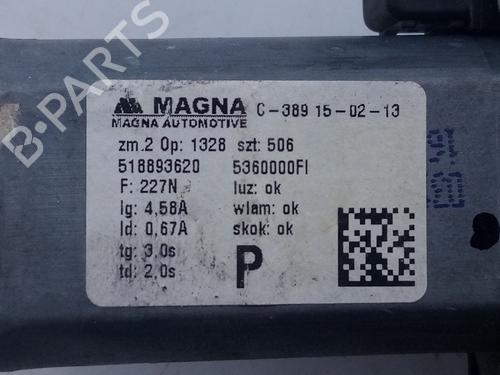 B-PARTS
MAGNA C-389 15-02-13
MAGNA AUTOMOTIVE
zm.2 Op: 1328 szt: 506
518893620 5360000FI
F: 227N luz: ok
Ig: 4,58A wlam: ok
Id: 0,67A skok: ok
tg: 3,0s
td: 2,0s
P